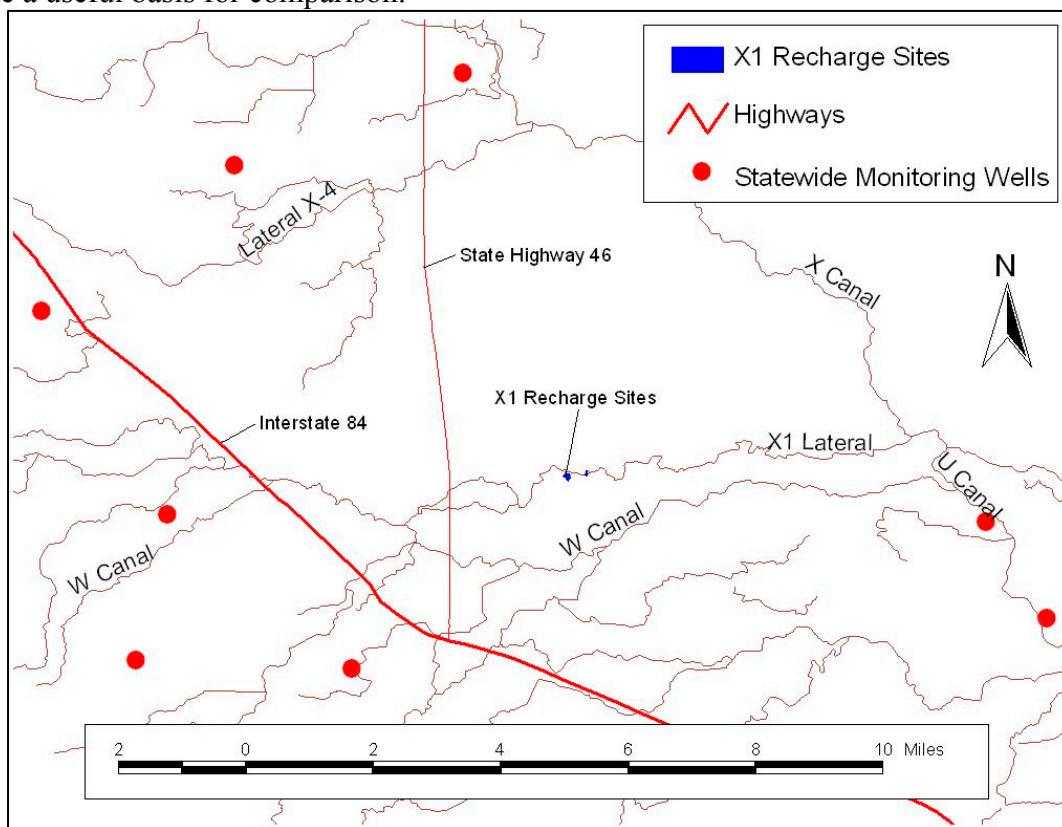 a useful basis for comparison.
X1 Recharge Sites
Highways
Statewide Monitoring Wells
Lateral X-4
State Highway 46
X Canal
N
X1 Recharge Sites
Interstate 84
X1 Lateral
U Canal
W Canal
W Canal
2 0 2 4 6 8 10 Miles